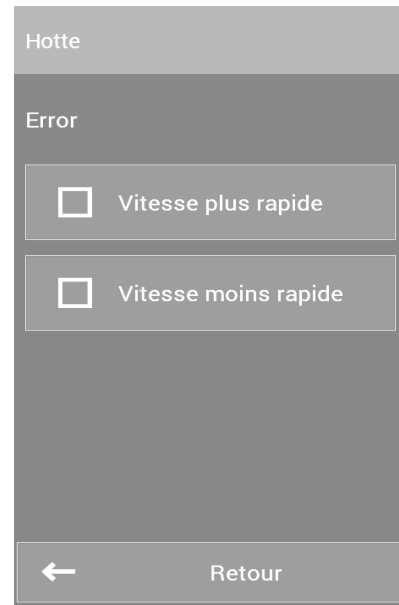 Hotte
Error
Vitesse plus rapide
Vitesse moins rapide
Retour